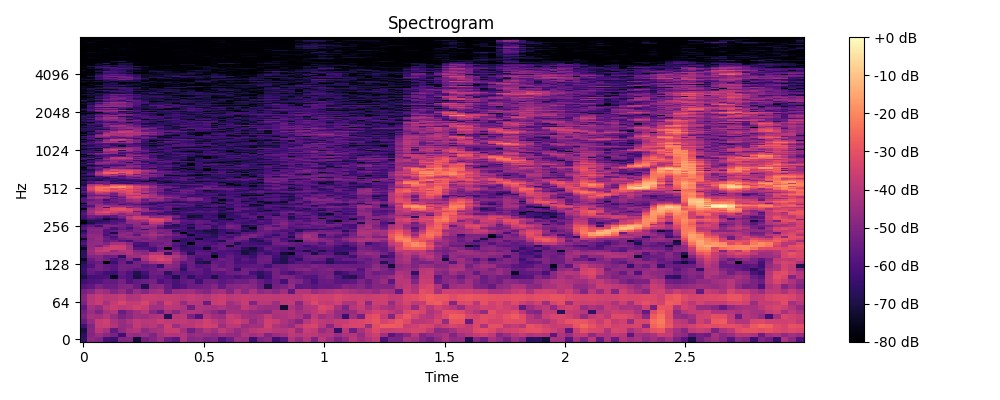 Spectrogram
Hz
4096
2048
1024
512
256
128
64
0
0
0.5
1
1.5
2
2.5
Time
+0 dB
-10 dB
-20 dB
-30 dB
-40 dB
-50 dB
-60 dB
-70 dB
-80 dB